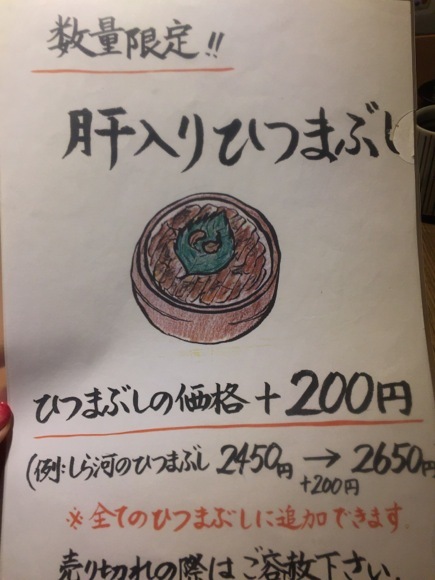 数量限定!!
肝入りひつまぶし
ひつまぶしの価格+200円
(例:しら河のひつまぶし 2450円→2650円
+200円
※全てのひつまぶしに追加できます。
売り切れの際はご容赦下さい。